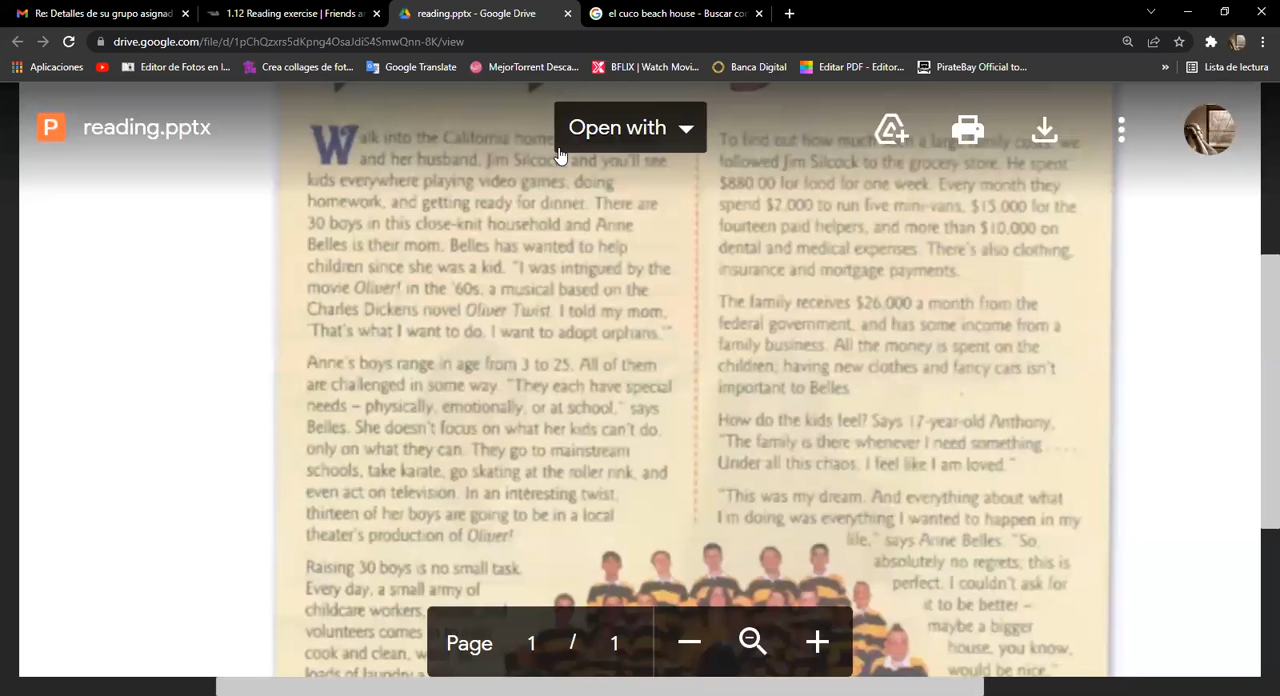 Re: Detalles de su grupo asignad
1.12 Reading exercise | Friends a
reading.pptx - Google Drive
el cuco beach house - Buscar co
drive.google.com/file/d/1pChQzxrs5dKpng4OsaJdiS4SmwQnn-8K/view
Aplicaciones
Editor de Fotos en l...
Crea collages de fot...
Google Translate
MejorTorrent Desca...
BFLIX | Watch Movi...
Banca Digital
Editar PDF - Editor...
PirateBay Official to...
Lista de lectura
P reading.pptx
Open with
Walk into the California home
and her husband, Jim Silcock and you'll see
kids everywhere playing video games, doing
homework, and getting ready for dinner. There are
30 boys in this close-knit household and Anne
Belles is their mom. Belles has wanted to help
children since she was a kid. "I was intrigued by the
movie Oliver! in the '60s, a musical based on the
Charles Dickens novel Oliver Twist. I told my mom,
'That's what I want to do. I want to adopt orphans.'"
Anne's boys range in age from 3 to 25. All of them
are challenged in some way. "They each have special
needs – physically, emotionally, or at school," says
Belles. She doesn't focus on what her kids can't do,
only on what they can. They go to mainstream
schools, take karate, go skating at the roller rink, and
even act on television. In an interesting twist,
thirteen of her boys are going to be in a local
theater's production of Oliver!
Raising 30 boys is no small task.
Every day, a small army of
childcare workers,
volunteers comes
cook and clean, w
loads of laundry a
To find out how much a large family we
followed Jim Silcock to the grocery store. He spent
$880.00 for food for one week. Every month they
spend $2,000 to run five mini-vans, $15,000 for the
fourteen paid helpers, and more than $10,000 on
dental and medical expenses. There's also clothing,
insurance and mortgage payments.
The family receives $26,000 a month from the
federal government, and has some income from a
family business. All the money is spent on the
children; having new clothes and fancy cars isn't
important to Belles.
How do the kids feel? Says 17-year-old Anthony,
"The family is there whenever I need something ....
Under all this chaos, I feel like I am loved."
"This was my dream. And everything about what
I'm doing was everything I wanted to happen in my
life," says Anne Belles. "So,
absolutely no regrets; this is
perfect. I couldn't ask for
it to be better –
maybe a bigger
house, you know,
would be nice."
Page 1 / 1